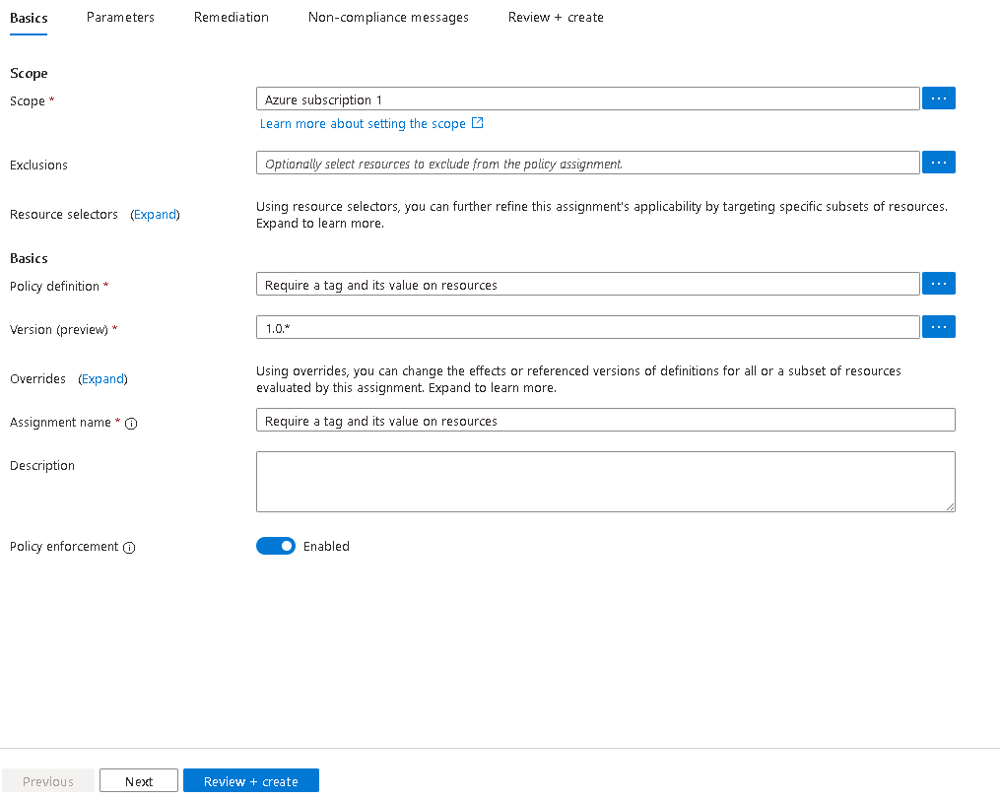 Basics Parameters Remediation Non-compliance messages Review + create
Scope
Scope * Azure subscription 1 ...
Learn more about setting the scope
Exclusions Optionally select resources to exclude from the policy assignment. ...
Resource selectors (Expand) Using resource selectors, you can further refine this assignment's applicability by targeting specific subsets of resources.
Expand to learn more.
Basics
Policy definition * Require a tag and its value on resources ...
Version (preview) * 1.0.* ...
Overrides (Expand) Using overrides, you can change the effects or referenced versions of definitions for all or a subset of resources
evaluated by this assignment. Expand to learn more.
Assignment name * Require a tag and its value on resources
Description
Policy enforcement Enabled
Previous Next Review + create